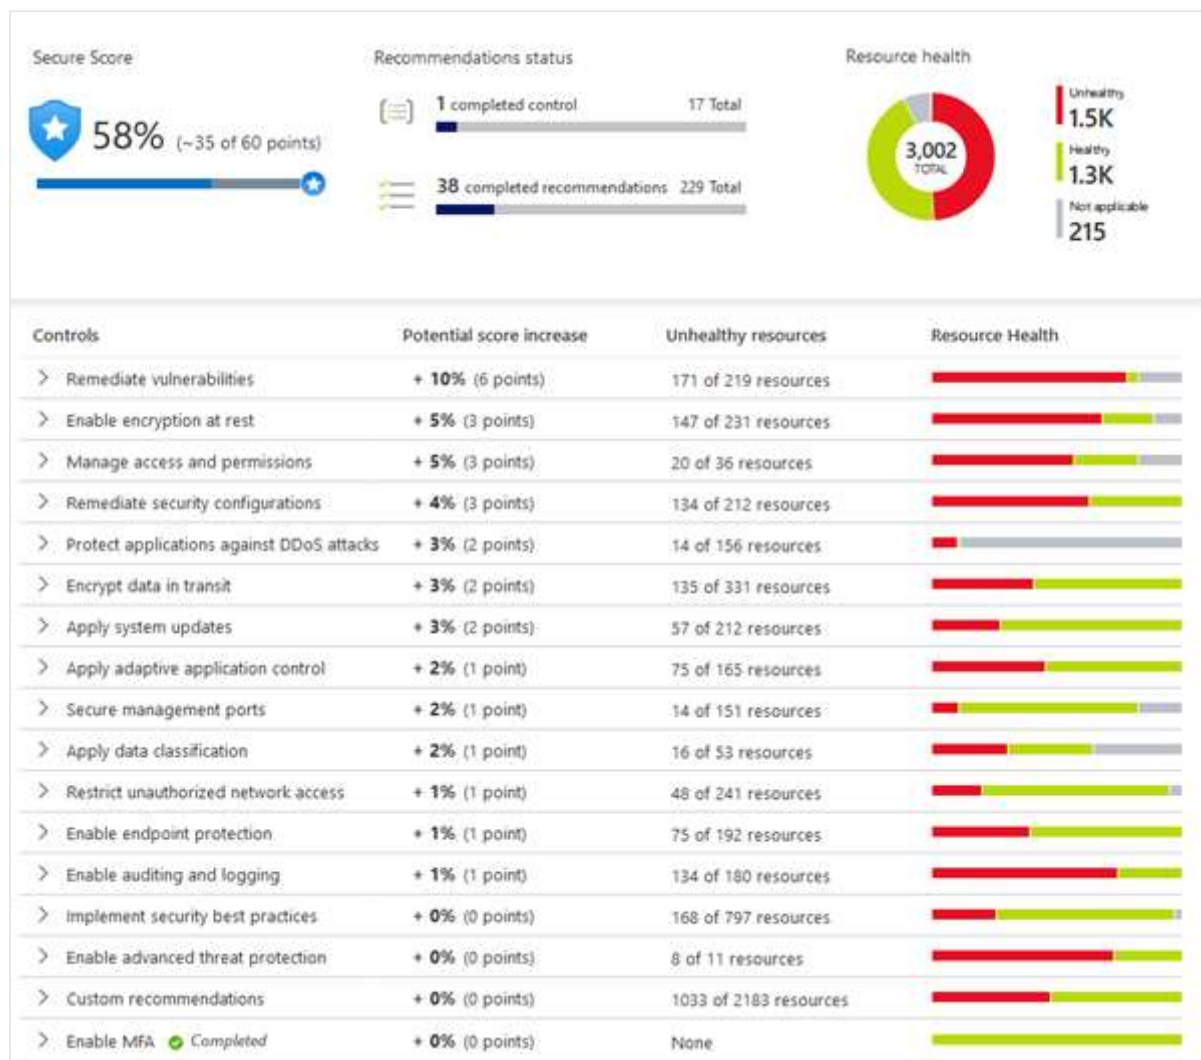 Secure Score
58% (~35 of 60 points)
Recommendations status
1 completed control 17 Total
38 completed recommendations 229 Total
Resource health
3,002
TOTAL
Unhealthy
1.5K
Healthy
1.3K
Not applicable
215
Controls Potential score increase Unhealthy resources Resource Health
Remediate vulnerabilities + 10% (6 points) 171 of 219 resources
Enable encryption at rest + 5% (3 points) 147 of 231 resources
Manage access and permissions + 5% (3 points) 20 of 36 resources
Remediate security configurations + 4% (3 points) 134 of 212 resources
Protect applications against DDoS attacks + 3% (2 points) 14 of 156 resources
Encrypt data in transit + 3% (2 points) 135 of 331 resources
Apply system updates + 3% (2 points) 57 of 212 resources
Apply adaptive application control + 2% (1 point) 75 of 165 resources
Secure management ports + 2% (1 point) 14 of 151 resources
Apply data classification + 2% (1 point) 16 of 53 resources
Restrict unauthorized network access + 1% (1 point) 48 of 241 resources
Enable endpoint protection + 1% (1 point) 75 of 192 resources
Enable auditing and logging + 1% (1 point) 134 of 180 resources
Implement security best practices + 0% (0 points) 168 of 797 resources
Enable advanced threat protection + 0% (0 points) 8 of 11 resources
Custom recommendations + 0% (0 points) 1033 of 2183 resources
Enable MFA Completed + 0% (0 points) None